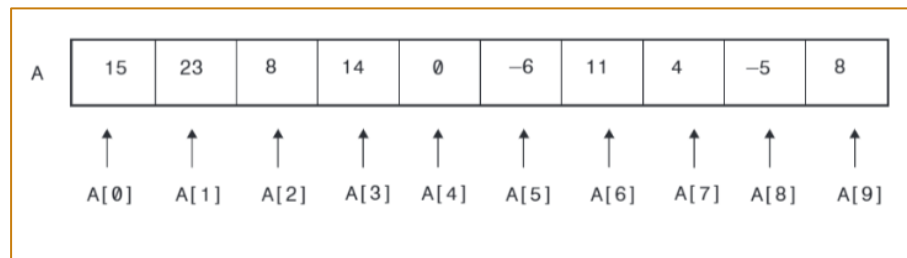 A 15 23 8 14 0 −6 11 4 −5 8
A[0] A[1] A[2] A[3] A[4] A[5] A[6] A[7] A[8] A[9]